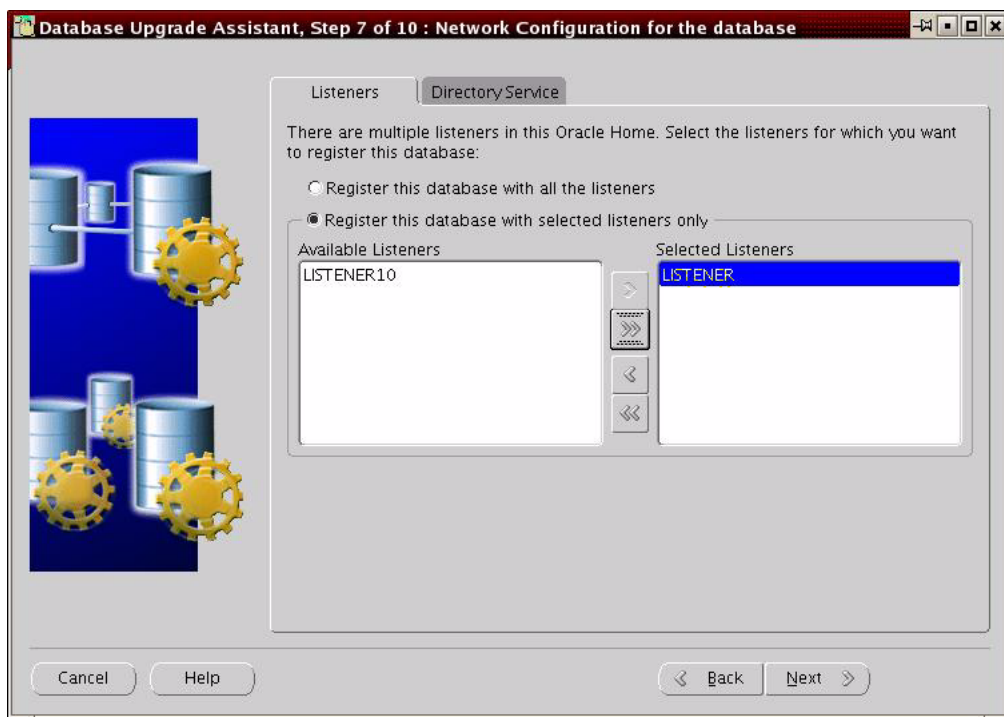 Database Upgrade Assistant, Step 7 of 10 : Network Configuration for the database
Listeners
Directory Service
There are multiple listeners in this Oracle Home. Select the listeners for which you want
to register this database:
Register this database with all the listeners
Register this database with selected listeners only
Available Listeners
Selected Listeners
LISTENER10
LISTENER
Cancel
Help
Back
Next